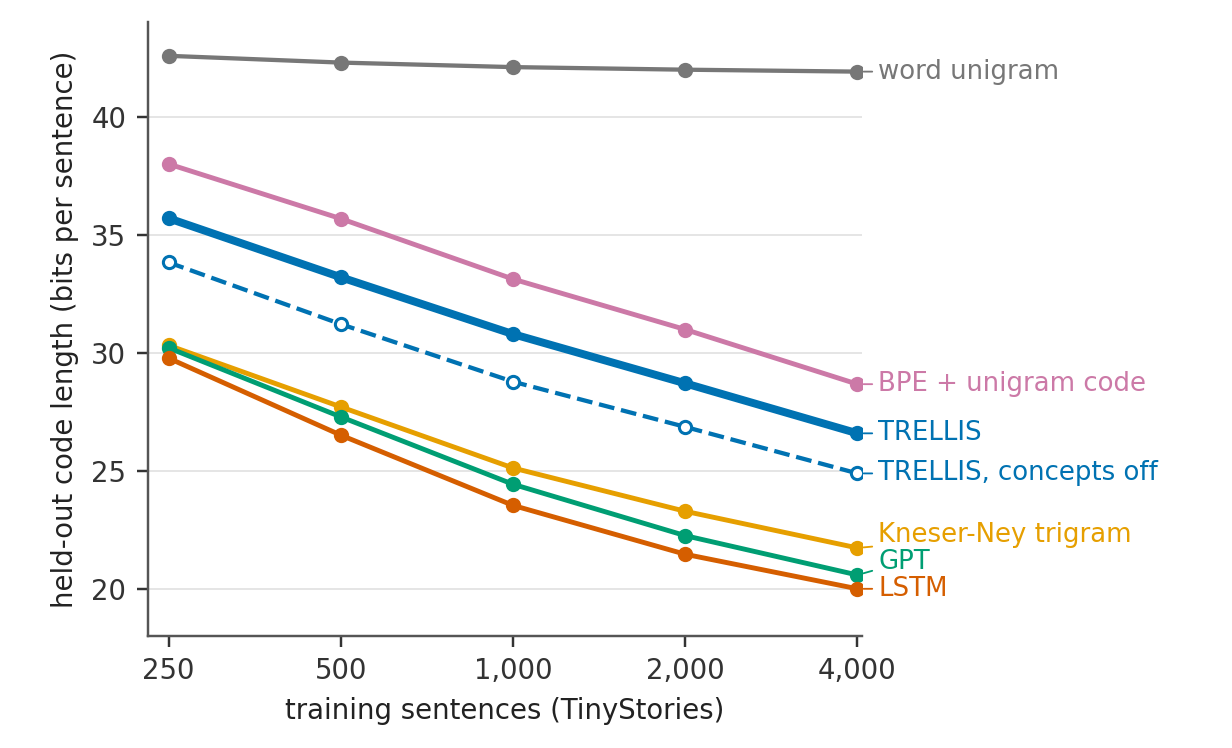 held-out code length (bits per sentence)
40
35
30
25
20
word unigram
BPE + unigram code
TRELLIS
TRELLIS, concepts off
Kneser-Ney trigram
GPT
LSTM
250 500 1,000 2,000 4,000
training sentences (TinyStories)